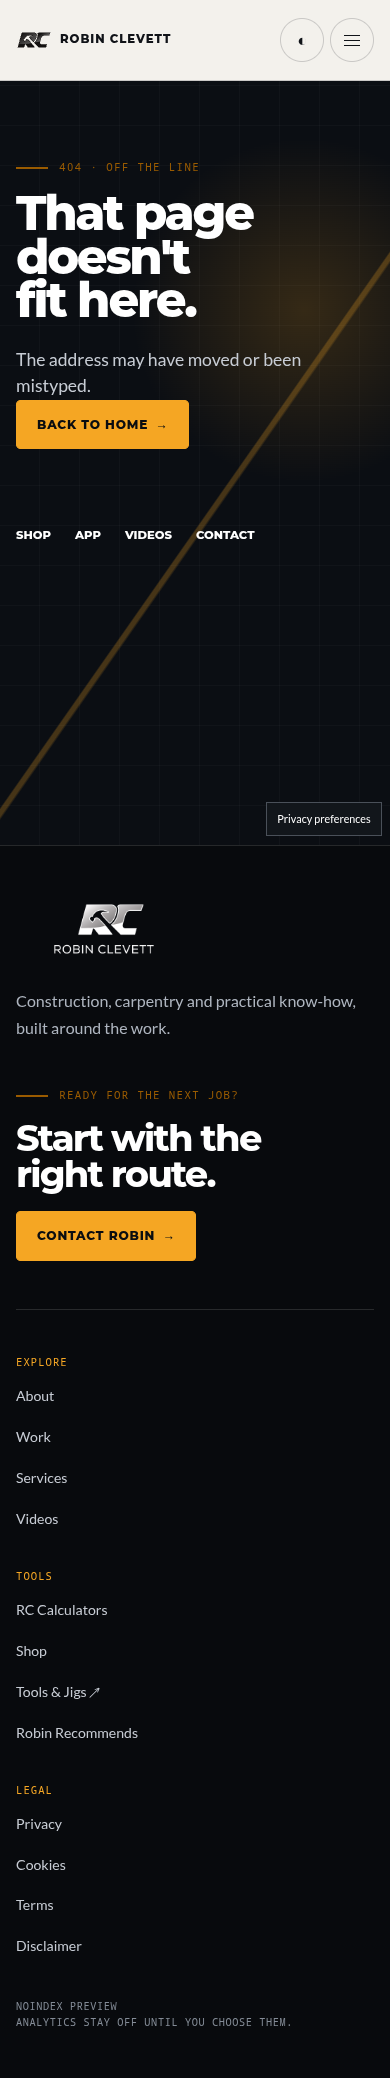 RC ROBIN CLEVETT
404 · OFF THE LINE
That page
doesn't
fit here.
The address may have moved or been
mistyped.
BACK TO HOME →
SHOP APP VIDEOS CONTACT
Privacy preferences
RC
ROBIN CLEVETT
Construction, carpentry and practical know-how,
built around the work.
READY FOR THE NEXT JOB?
Start with the
right route.
CONTACT ROBIN →
EXPLORE
About
Work
Services
Videos
TOOLS
RC Calculators
Shop
Tools & Jigs ↗
Robin Recommends
LEGAL
Privacy
Cookies
Terms
Disclaimer
NOINDEX PREVIEW
ANALYTICS STAY OFF UNTIL YOU CHOOSE THEM.